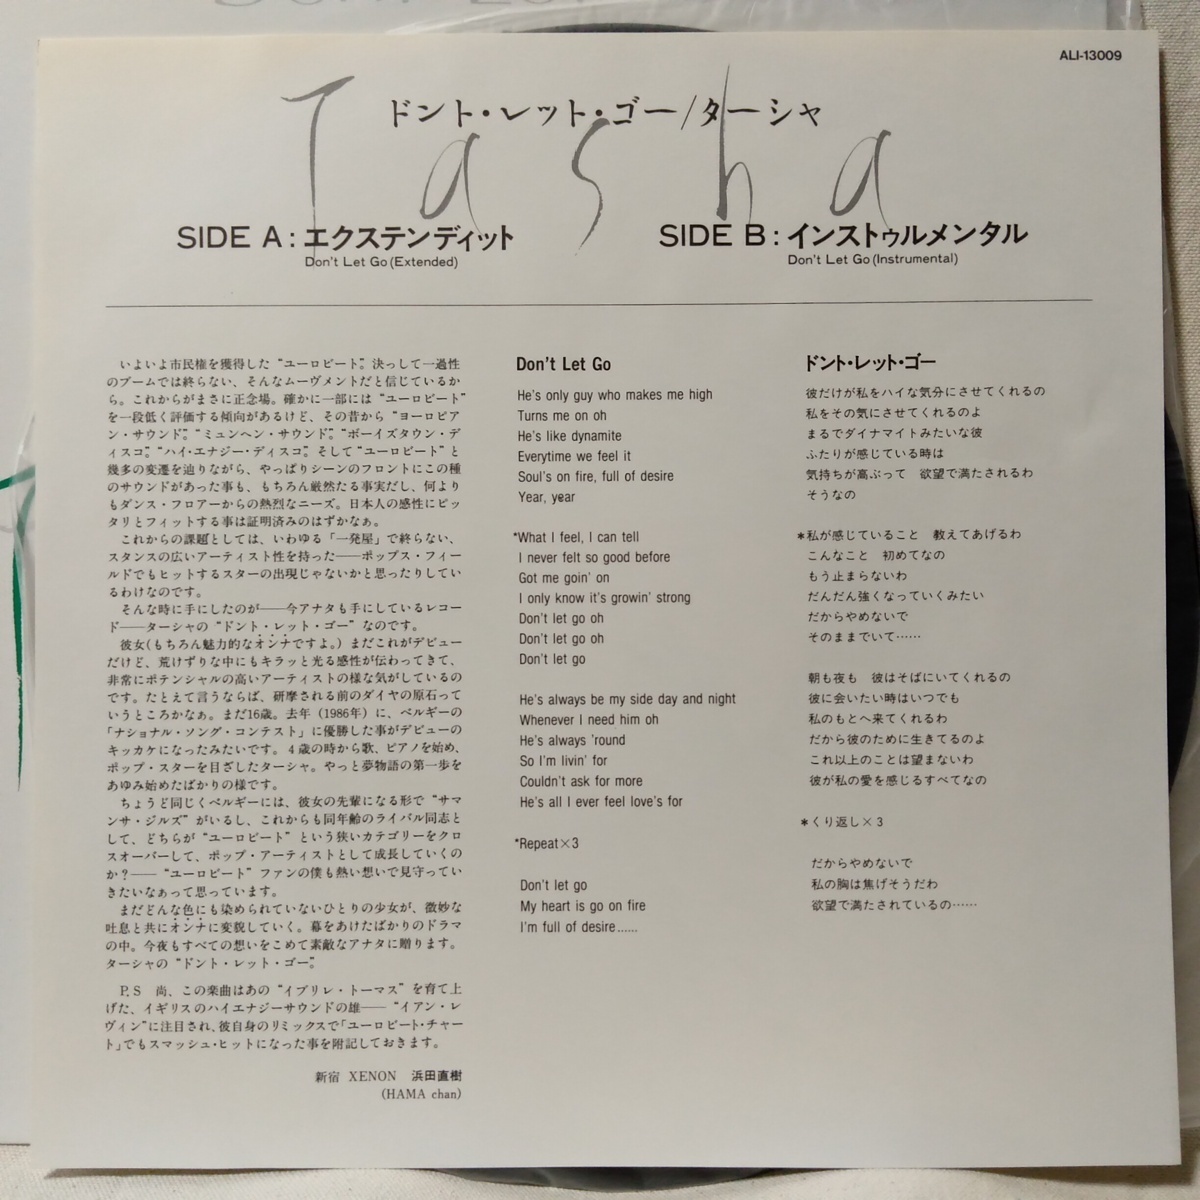 ALI-13009
ドント・レット・ゴー/ターシャ
Tasha
SIDE A : エクステンディット
Don't Let Go (Extended)
SIDE B : インストゥルメンタル
Don't Let Go (Instrumental)
いよいよ市民権を獲得した “ユーロビート”。決っして一過性
のブームでは終らない、そんなムーヴメントだと信じているか
ら。これからがまさに正念場。確かに一部には “ユーロビート”
を一段低く評価する傾向があるけど、その昔から “ヨーロピア
ン・サウンド”。“ミュンヘン・サウンド”。“ボーイズタウン・デ
ィスコ”。“ハイ・エナジー・ディスコ”。そして “ユーロビート” と
幾多の変遷を辿りながら、やっぱりシーンのフロントにこの種
のサウンドがあった事も、もちろん厳然たる事実だし、何より
もダンス・フロアーからの熱烈なニーズ。日本人の感性にピッ
タリとフィットする事は証明済みのはずかなぁ。
これからの課題としては、いわゆる「一発屋」で終らない、
スタンスの広いアーティスト性を持った——ポップス・フィー
ルドでもヒットするスターの出現じゃないかと思ったりしてい
るわけなのです。
そんな時に手にしたのが——今アナタも手にしているレコー
ド——ターシャの “ドント・レット・ゴー” なのです。
彼女(もちろん魅力的なオンナですよ。) まだこれがデビュー
だけど、荒けずりな中にもキラッと光る感性が伝わってきて、
非常にポテンシャルの高いアーティストの様な気がしているの
です。たとえて言うならば、研摩される前のダイヤの原石って
いうところかなぁ。まだ16歳。去年 (1986年) に、ベルギーの
「ナショナル・ソング・コンテスト」に優勝した事がデビューの
キッカケになったみたいです。4歳の時から歌、ピアノを始め、
ポップ・スターを目ざしたターシャ。やっと夢物語の第一歩を
あゆみ始めたばかりの様です。
ちょうど同じくベルギーには、彼女の先輩になる形で “サマ
ンサ・ジルズ” がいるし、これからも同年齢のライバル同志と
して、どちらが “ユーロビート” という狭いカテゴリーをクロ
スオーバーして、ポップ・アーティストとして成長していくの
か?—— “ユーロビート” ファンの僕も熱い想いで見守ってい
きたいなぁって思っています。
まだどんな色にも染められていないひとりの少女が、微妙な
吐息と共にオンナに変貌していく。幕をあけたばかりのドラマ
の中。今夜もすべての想いをこめて素敵なアナタに贈ります。
ターシャの “ドント・レット・ゴー”。
P.S 尚、この楽曲はあの “イブリレ・トーマス” を育て上
げた、イギリスのハイエナジーサウンドの雄—— “イアン・レ
ヴィン” に注目され、彼自身のリミックスで「ユーロビート・チャー
ト」でもスマッシュ・ヒットになった事を附記しておきます。
新宿 XENON 浜田直樹
(HAMA chan)
Don't Let Go
He's only guy who makes me high
Turns me on oh
He's like dynamite
Everytime we feel it
Soul's on fire, full of desire
Year, year
*What I feel, I can tell
I never felt so good before
Got me goin' on
I only know it's growin' strong
Don't let go oh
Don't let go oh
Don't let go
He's always be my side day and night
Whenever I need him oh
He's always 'round
So I'm livin' for
Couldn't ask for more
He's all I ever feel love's for
*Repeat×3
Don't let go
My heart is go on fire
I'm full of desire……
ドント・レット・ゴー
彼だけが私をハイな気分にさせてくれるの
私をその気にさせてくれるのよ
まるでダイナマイトみたいな彼
ふたりが感じている時は
気持ちが高ぶって 欲望で満たされるわ
そうなの
*私が感じていること 教えてあげるわ
こんなこと 初めてなの
もう止まらないわ
だんだん強くなっていくみたい
だからやめないで
そのままでいて……
朝も夜も 彼はそばにいてくれるの
彼に会いたい時はいつでも
私のもとへ来てくれるわ
だから彼のために生きてるのよ
これ以上のことは望まないわ
彼が私の愛を感じるすべてなの
*くり返し×3
だからやめないで
私の胸は焦げそうだわ
欲望で満たされているの……